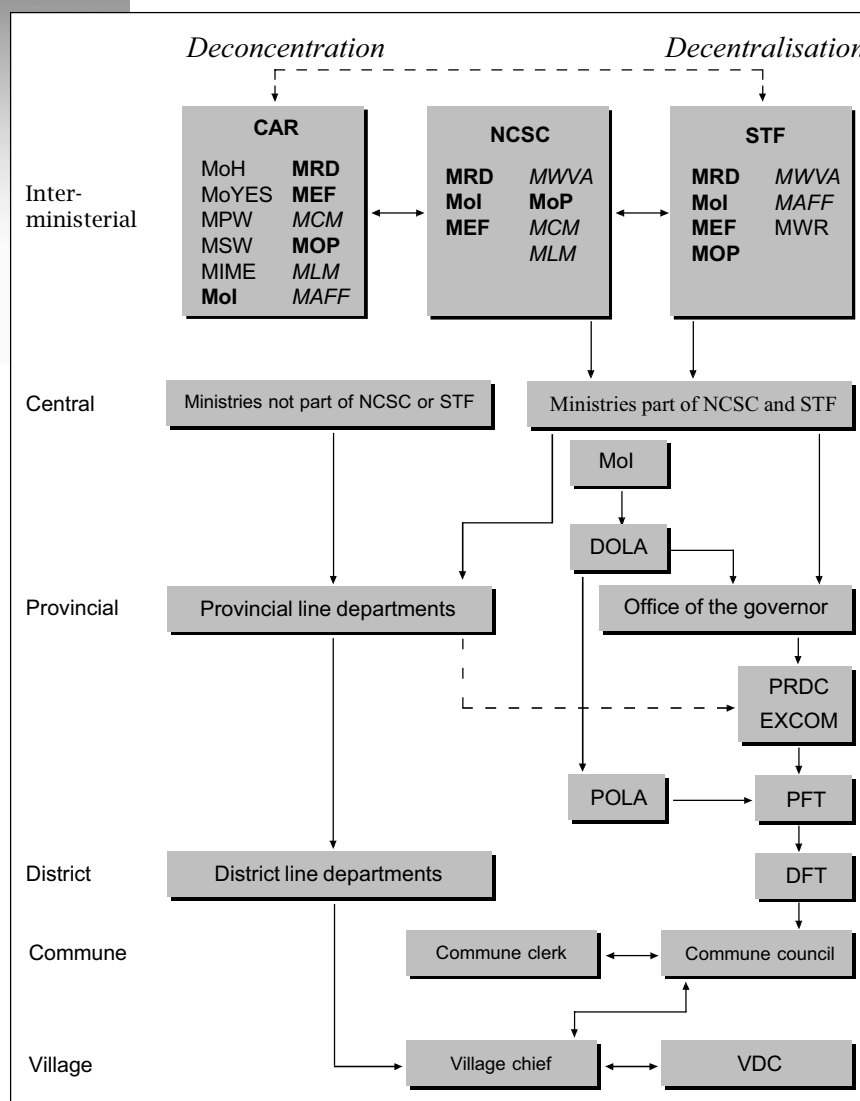 Deconcentration Decentralisation
CAR
MoH MRD
MoYES MEF
MPW MCM
MSW MOP
MIME MLM
MoI MAFF
NCSC
MRD MWVA
MoI MoP
MEF MCM
MLM
STF
MRD MWVA
MoI MAFF
MEF MWR
MOP
Inter-
ministerial
Central
Ministries not part of NCSC or STF
Ministries part of NCSC and STF
MoI
DOLA
Provincial
Provincial line departments
Office of the governor
PRDC
EXCOM
POLA
PFT
District
District line departments
DFT
Commune
Commune clerk
Commune council
Village
Village chief
VDC